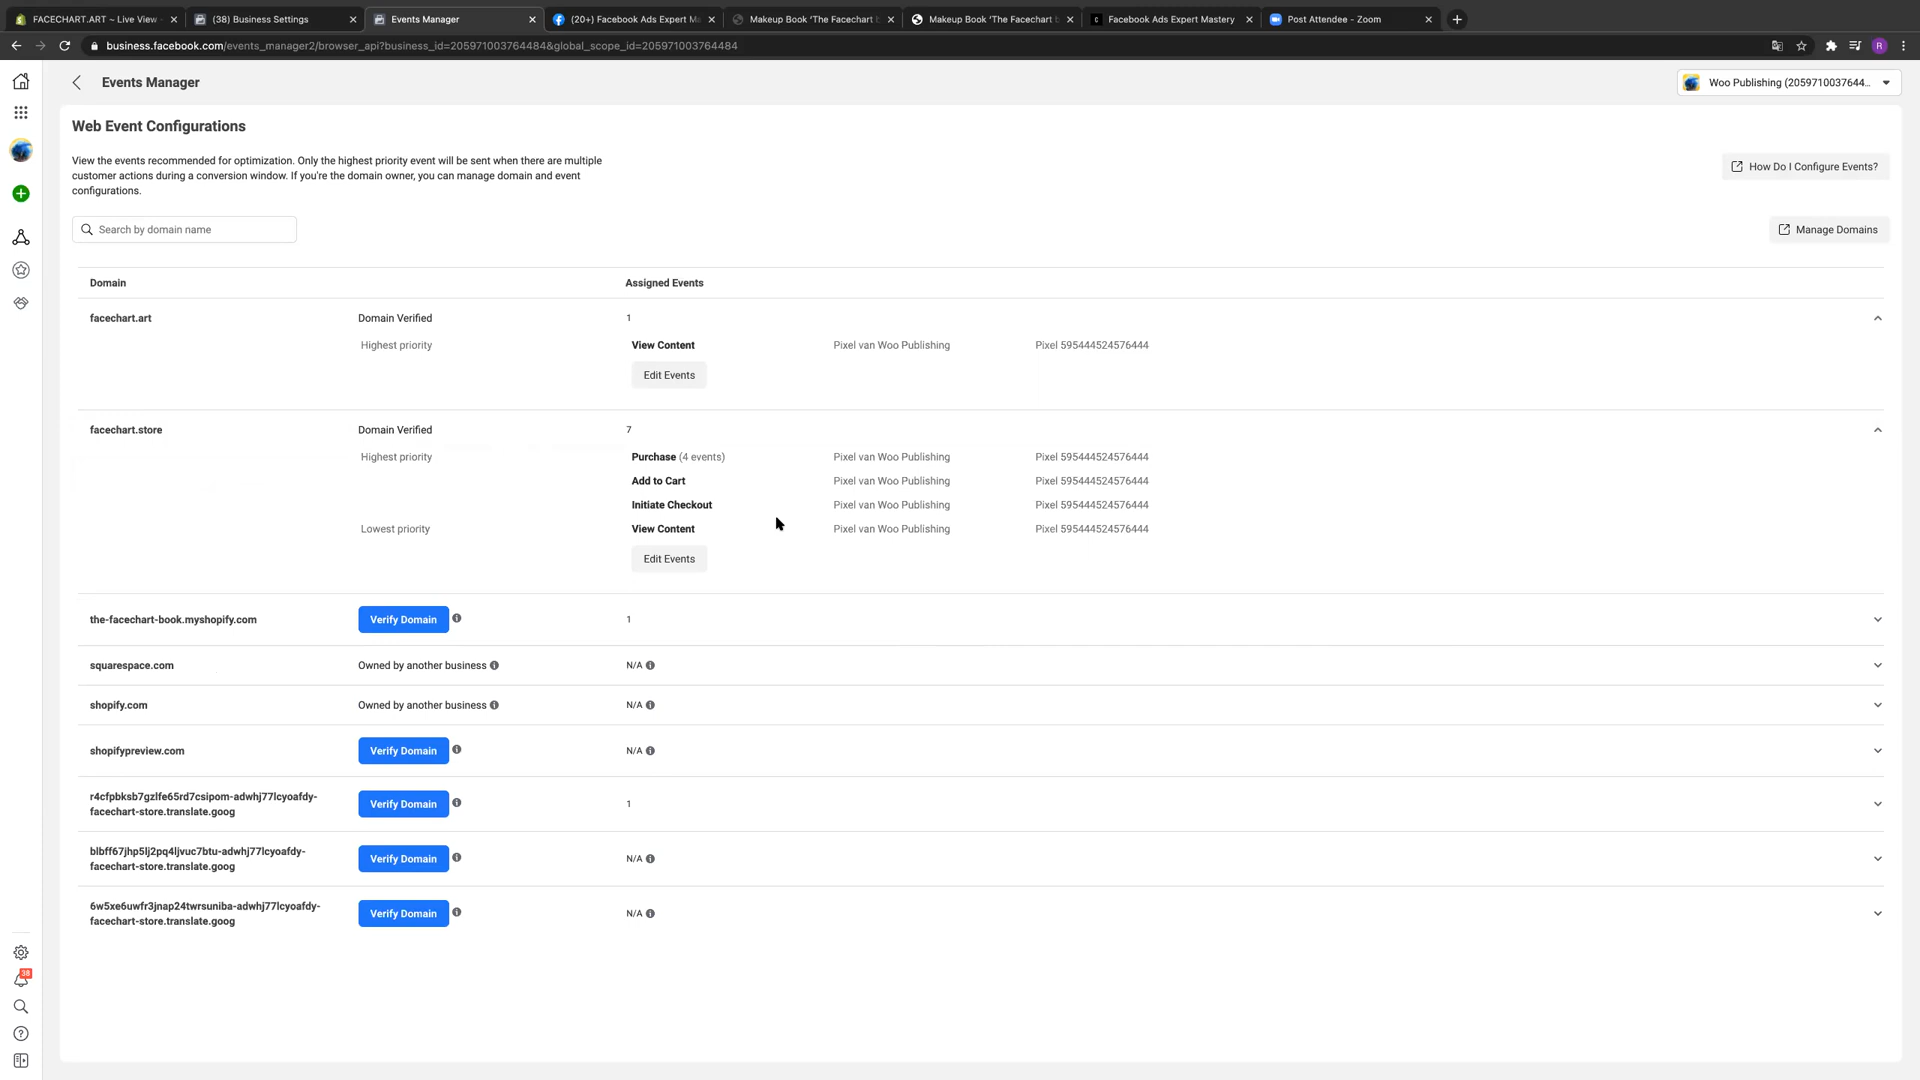 FACECHART.ART ~ Live View
(38) Business Settings
Events Manager
(20+) Facebook Ads Expert M
Makeup Book 'The Facechart b
Makeup Book 'The Facechart b
Facebook Ads Expert Mastery
Post Attendee - Zoom
business.facebook.com/events_manager2/browser_api?business_id=205971003764484&global_scope_id=205971003764484
R
Events Manager
Woo Publishing (2059710037644...
Web Event Configurations
View the events recommended for optimization. Only the highest priority event will be sent when there are multiple
customer actions during a conversion window. If you're the domain owner, you can manage domain and event
configurations.
How Do I Configure Events?
Search by domain name
Manage Domains
Domain Assigned Events
facechart.art Domain Verified 1
Highest priority View Content Pixel van Woo Publishing Pixel 595444524576444
Edit Events
facechart.store Domain Verified 7
Highest priority Purchase (4 events) Pixel van Woo Publishing Pixel 595444524576444
Add to Cart Pixel van Woo Publishing Pixel 595444524576444
Initiate Checkout Pixel van Woo Publishing Pixel 595444524576444
Lowest priority View Content Pixel van Woo Publishing Pixel 595444524576444
Edit Events
the-facechart-book.myshopify.com Verify Domain 1
squarespace.com Owned by another business N/A
shopify.com Owned by another business N/A
shopifypreview.com Verify Domain N/A
r4cfpbksb7gzlfe65rd7csipom-adwhj77lcyoafdy-
facechart-store.translate.goog Verify Domain 1
blbff67jhp5lj2pq4ljvuc7btu-adwhj77lcyoafdy-
facechart-store.translate.goog Verify Domain N/A
6w5xe6uwfr3jnap24twrsuniba-adwhj77lcyoafdy-
facechart-store.translate.goog Verify Domain N/A
38